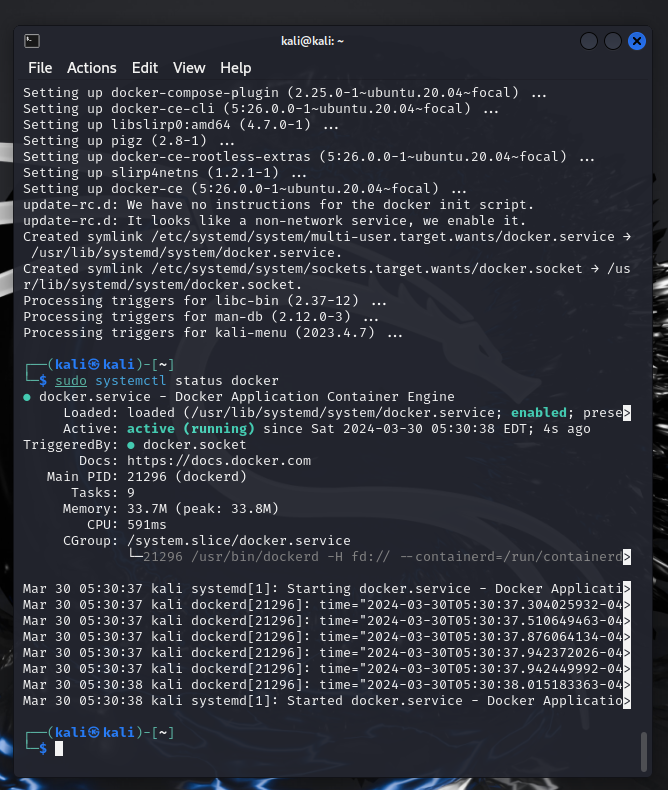 kali@kali: ~
File Actions Edit View Help
Setting up docker-compose-plugin (2.25.0-1~ubuntu.20.04~focal) ...
Setting up docker-ce-cli (5:26.0.0-1~ubuntu.20.04~focal) ...
Setting up libslirp0:amd64 (4.7.0-1) ...
Setting up pigz (2.8-1) ...
Setting up docker-ce-rootless-extras (5:26.0.0-1~ubuntu.20.04~focal) ...
Setting up slirp4netns (1.2.1-1) ...
Setting up docker-ce (5:26.0.0-1~ubuntu.20.04~focal) ...
update-rc.d: We have no instructions for the docker init script.
update-rc.d: It looks like a non-network service, we enable it.
Created symlink /etc/systemd/system/multi-user.target.wants/docker.service →
/usr/lib/systemd/system/docker.service.
Created symlink /etc/systemd/system/sockets.target.wants/docker.socket → /us
r/lib/systemd/system/docker.socket.
Processing triggers for libc-bin (2.37-12) ...
Processing triggers for man-db (2.12.0-3) ...
Processing triggers for kali-menu (2023.4.7) ...
┌──(kali㉿kali)-[~]
└─$ sudo systemctl status docker
● docker.service - Docker Application Container Engine
Loaded: loaded (/usr/lib/systemd/system/docker.service; enabled; prese>
Active: active (running) since Sat 2024-03-30 05:30:38 EDT; 4s ago
TriggeredBy: ● docker.socket
Docs: https://docs.docker.com
Main PID: 21296 (dockerd)
Tasks: 9
Memory: 33.7M (peak: 33.8M)
CPU: 591ms
CGroup: /system.slice/docker.service
└─21296 /usr/bin/dockerd -H fd:// --containerd=/run/containerd>
Mar 30 05:30:37 kali systemd[1]: Starting docker.service - Docker Applicati>
Mar 30 05:30:37 kali dockerd[21296]: time="2024-03-30T05:30:37.304025932-04>
Mar 30 05:30:37 kali dockerd[21296]: time="2024-03-30T05:30:37.510649463-04>
Mar 30 05:30:37 kali dockerd[21296]: time="2024-03-30T05:30:37.876064134-04>
Mar 30 05:30:37 kali dockerd[21296]: time="2024-03-30T05:30:37.942372026-04>
Mar 30 05:30:37 kali dockerd[21296]: time="2024-03-30T05:30:37.942449992-04>
Mar 30 05:30:38 kali dockerd[21296]: time="2024-03-30T05:30:38.015183363-04>
Mar 30 05:30:38 kali systemd[1]: Started docker.service - Docker Applicatio>
┌──(kali㉿kali)-[~]
└─$